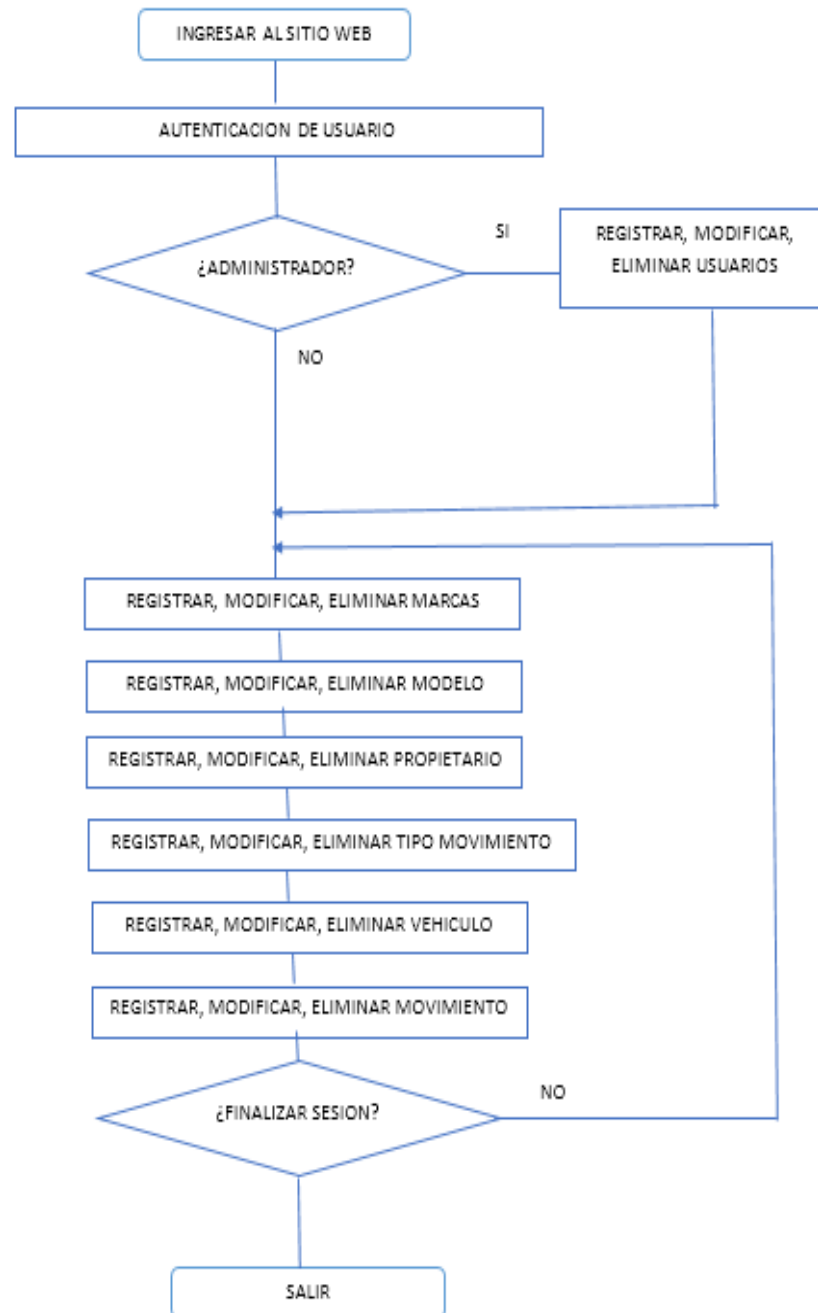 INGRESAR AL SITIO WEB
AUTENTICACION DE USUARIO
SI
REGISTRAR, MODIFICAR,
ELIMINAR USUARIOS
¿ADMINISTRADOR?
NO
REGISTRAR, MODIFICAR, ELIMINAR MARCAS
REGISTRAR, MODIFICAR, ELIMINAR MODELO
REGISTRAR, MODIFICAR, ELIMINAR PROPIETARIO
REGISTRAR, MODIFICAR, ELIMINAR TIPO MOVIMIENTO
REGISTRAR, MODIFICAR, ELIMINAR VEHICULO
REGISTRAR, MODIFICAR, ELIMINAR MOVIMIENTO
¿FINALIZAR SESION?
NO
SALIR